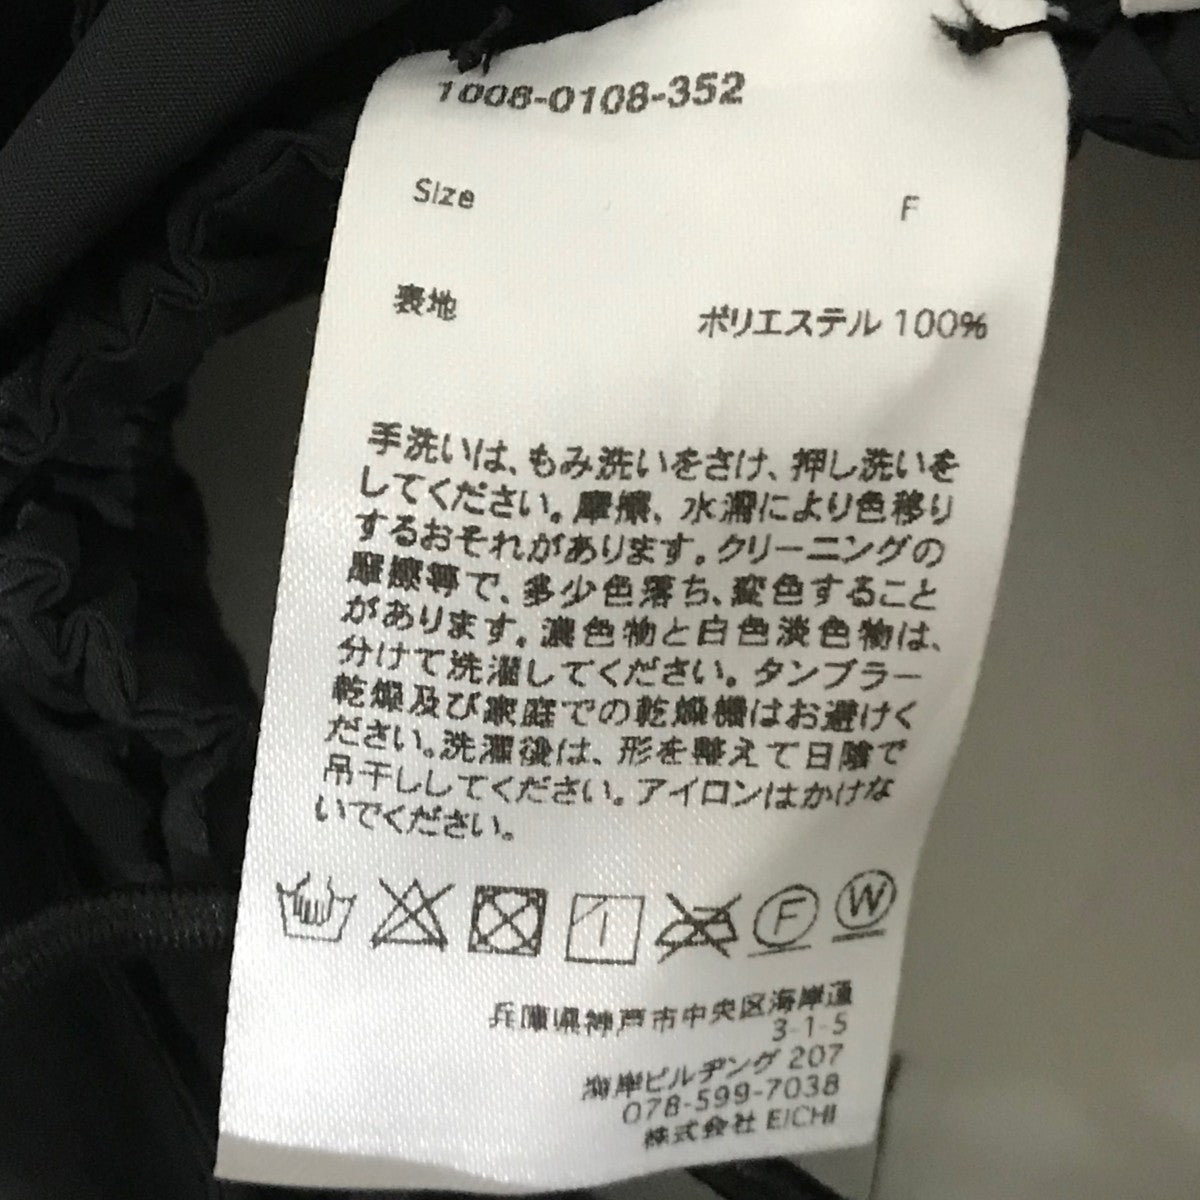 1008-0108-352
Size F
表地 ポリエステル 100%
手洗いは、もみ洗いをさけ、押し洗いを
してください。摩擦、水濡により色移り
するおそれがあります。クリーニングの
摩擦等で、多少色落ち、変色すること
があります。濃色物と白色淡色物は、
分けて洗濯してください。タンブラー
乾燥及び家庭での乾燥機はお避けく
ださい。洗濯後は、形を整えて日陰で
吊干ししてください。アイロンはかけな
いでください。
F W
兵庫県神戸市中央区海岸通
3-1-5
海岸ビルヂング 207
078-599-7038
株式会社 EICHI